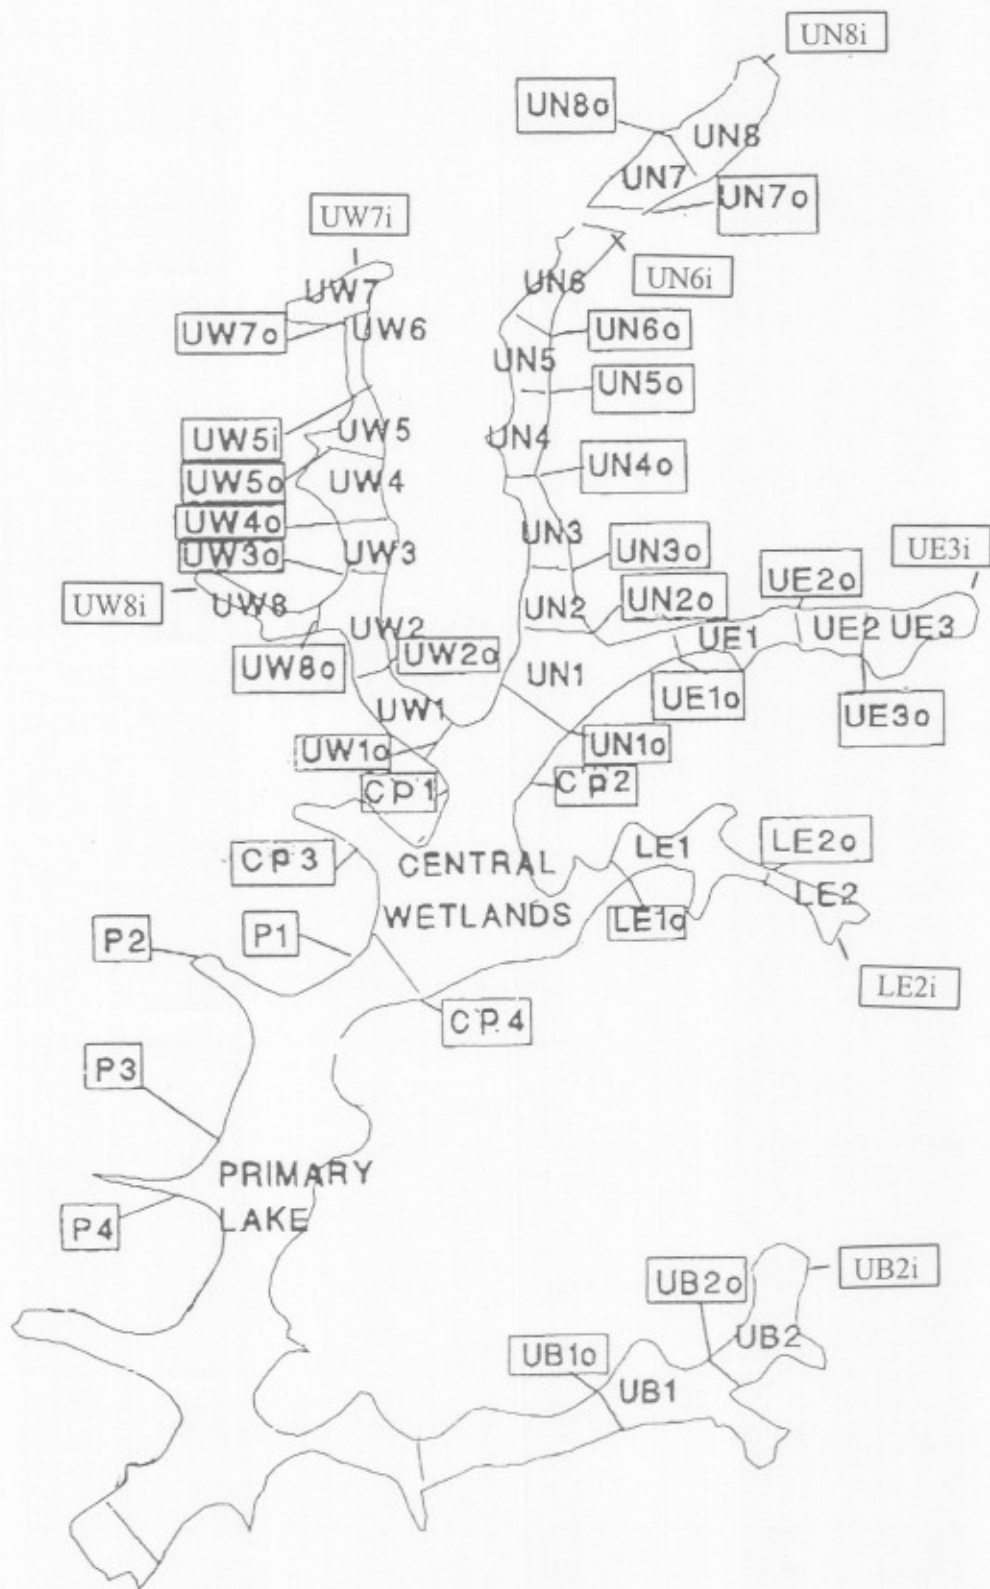 UN8i
UN8o
UN8
UN7
UN7o
UW7i
UN6i
UW7
UN6
UW7o
UW6
UN6o
UN5
UN5o
UW5i
UW5
UN4
UW5o
UW4
UN4o
UW4o
UN3
UW3o
UW3
UN3o
UE3i
UE2o
UW8i
UW8
UN2
UN2o
UW2
UE1
UE2
UE3
UW8o
UW2o
UN1
UE1o
UE3o
UW1
UW1o
UN1o
CP1
CP2
LE1
LE2o
CP3
CENTRAL
WETLANDS
LE2
P2
P1
LE1o
LE2i
CP4
P3
PRIMARY
LAKE
P4
UB2o
UB2i
UB2
UB1o
UB1